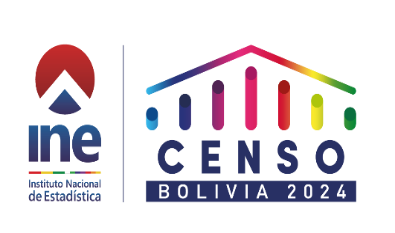 ine
Instituto Nacional
de Estadística
CENSO
BOLIVIA 2024